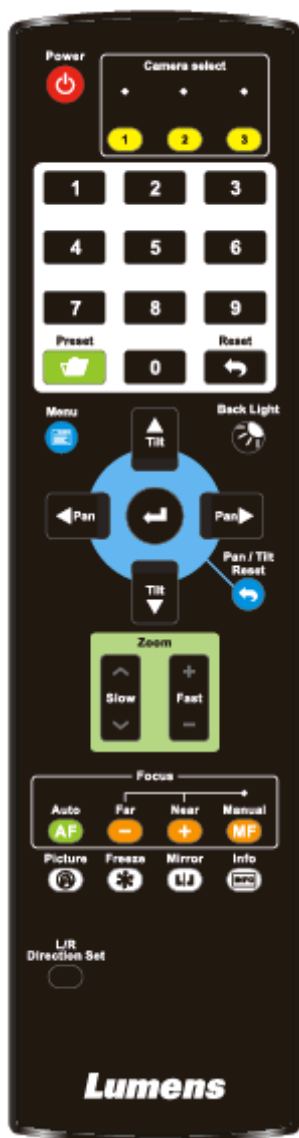 Power
Camera select
1 2 3
1 2 3
4 5 6
7 8 9
Preset Reset
0
Menu Back Light
Tilt
Pan Pan
Pan / Tilt
Reset
Tilt
Zoom
Slow + Fast -
Focus
Auto Far Near Manual
AF - + MF
Picture Freeze Mirror Info
INFO
L/R
Direction Set
Lumens